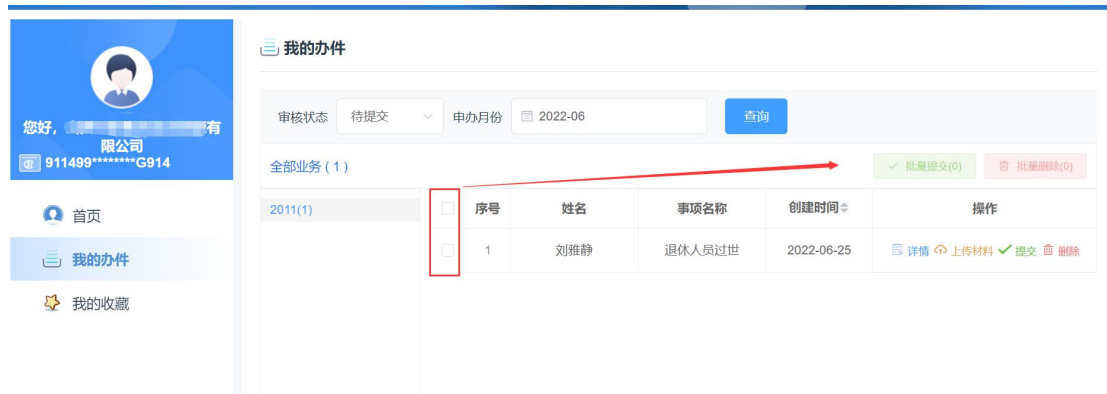 我的办件
您好，
有
限公司
911499********G914
首页
我的办件
我的收藏
审核状态 待提交 申办月份 2022-06 查询
全部业务 ( 1 ) 批量提交(0) 批量删除(0)
2011(1)
序号 姓名 事项名称 创建时间 操作
1 刘雅静 退休人员过世 2022-06-25 详情 上传材料 提交 删除